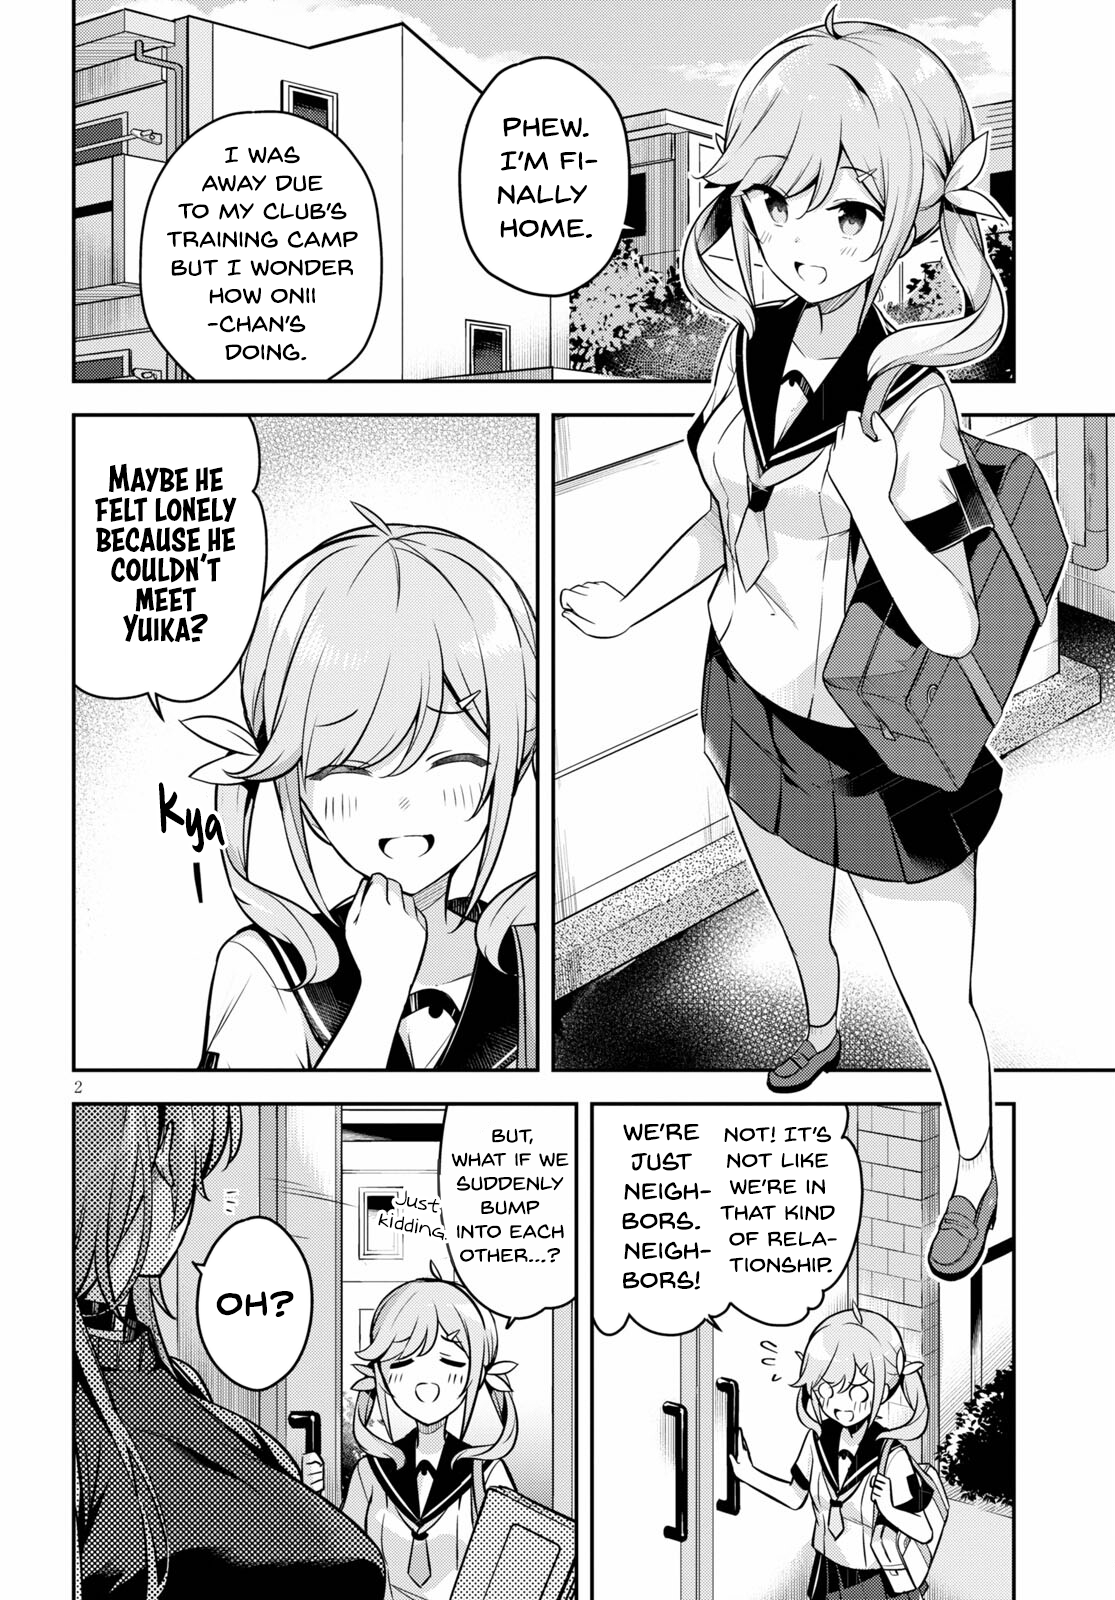 PHEW.
I'M FI-
NALLY
HOME.
I WAS
AWAY DUE
TO MY CLUB'S
TRAINING CAMP
BUT I WONDER
HOW ONII
-CHAN'S
DOING.
MAYBE HE
FELT LONELY
BECAUSE HE
COULDN'T
MEET
YUIKA?
Kya
2
NOT! IT'S
NOT LIKE
WE'RE IN
THAT KIND
OF RELA-
TIONSHIP.
WE'RE
JUST
NEIGH-
BORS.
NEIGH-
BORS!
BUT,
WHAT IF WE
SUDDENLY
BUMP
INTO EACH
OTHER...?
Just
kidding.
OH?